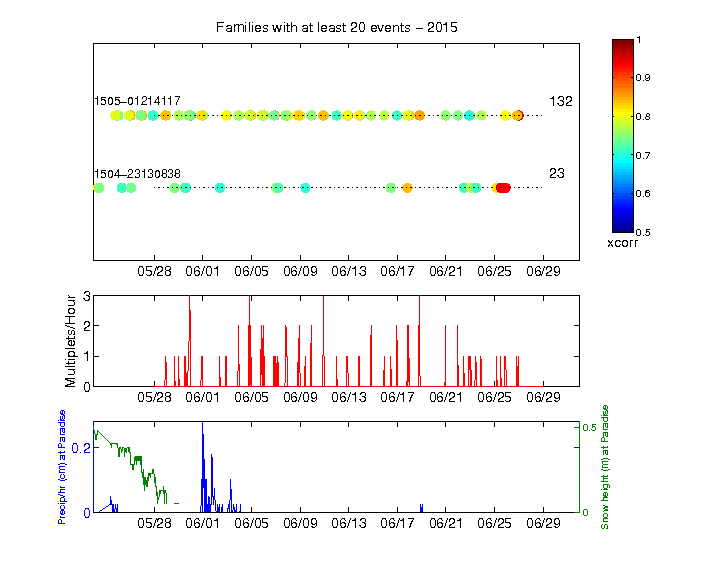 Families with at least 20 events − 2015
1505−01214117
132
1504−23130838
23
05/28 06/01 06/05 06/09 06/13 06/17 06/21 06/25 06/29
1
0.9
0.8
0.7
0.6
0.5
xcorr
Multiplets/Hour
3
2
1
0
05/28 06/01 06/05 06/09 06/13 06/17 06/21 06/25 06/29
Precip/hr (cm) at Paradise
0.2
0
0.5
0
Snow height (m) at Paradise
05/28 06/01 06/05 06/09 06/13 06/17 06/21 06/25 06/29